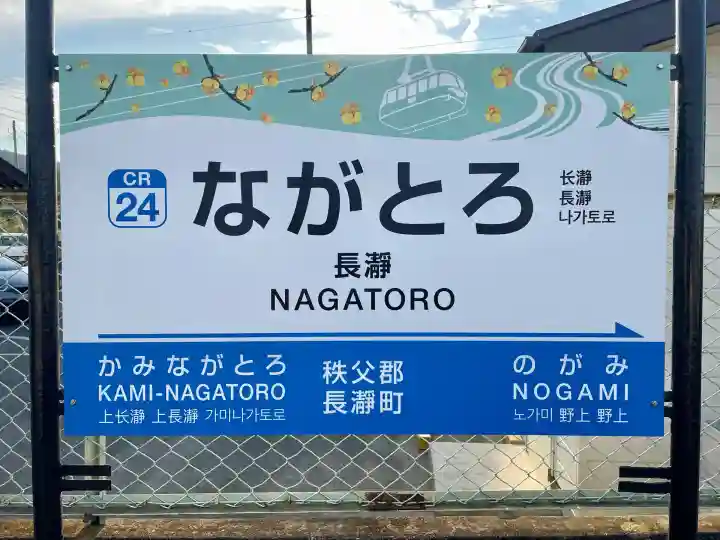 CR
24
ながとろ
长瀞
長瀞
나가토로
長瀞
NAGATORO
かみながとろ
KAMI-NAGATORO
上长瀞 上長瀞 가미나가토로
秩父郡
長瀞町
のがみ
NOGAMI
노가미 野上 野上